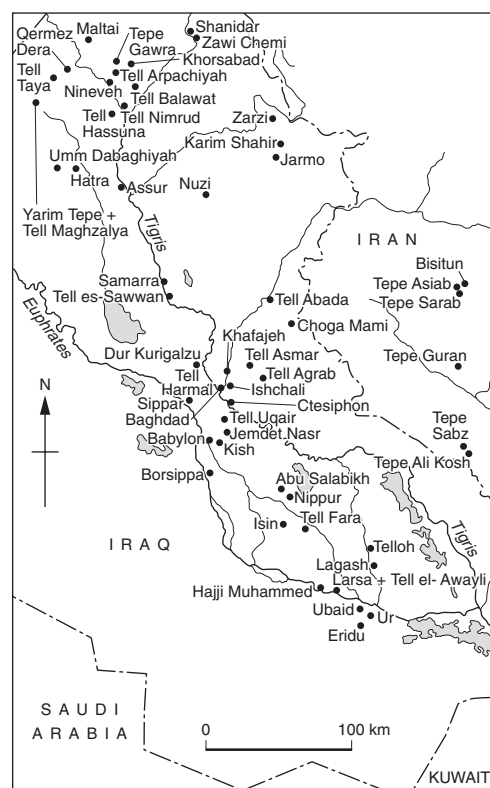 Shanidar
Zawi Chemi
Qermez
Dera
Maltai
Tepe
Gawra
Khorsabad
Tell
Taya
Tell Arpachiyah
Nineveh
Tell Balawat
Tell
Hassuna
Tell Nimrud
Zarzi
Karim Shahir
Jarmo
Umm Dabaghiyah
Hatra
Assur
Nuzi
Yarim Tepe +
Tell Maghzalya
Tigris
IRAN
Bisitun
Tepe Asiab
Tepe Sarab
Samarra
Tell es-Sawwan
Tell Abada
Euphrates
Khafajeh
Choga Mami
Dur Kurigalzu
Tell Asmar
Tell Agrab
Tepe Guran
N
Tell
Harmal
Ishchali
Sippar
Ctesiphon
Baghdad
Tell Uqair
Babylon
Jemdet Nasr
Kish
Tepe
Sabz
Tepe Ali Kosh
Borsippa
Abu Salabikh
Nippur
Isin
Tell Fara
Tigris
IRAQ
Telloh
Lagash
Larsa + Tell el-Awayli
Hajji Muhammed
Ubaid
Ur
Eridu
SAUDI
ARABIA
0 100 km
KUWAIT